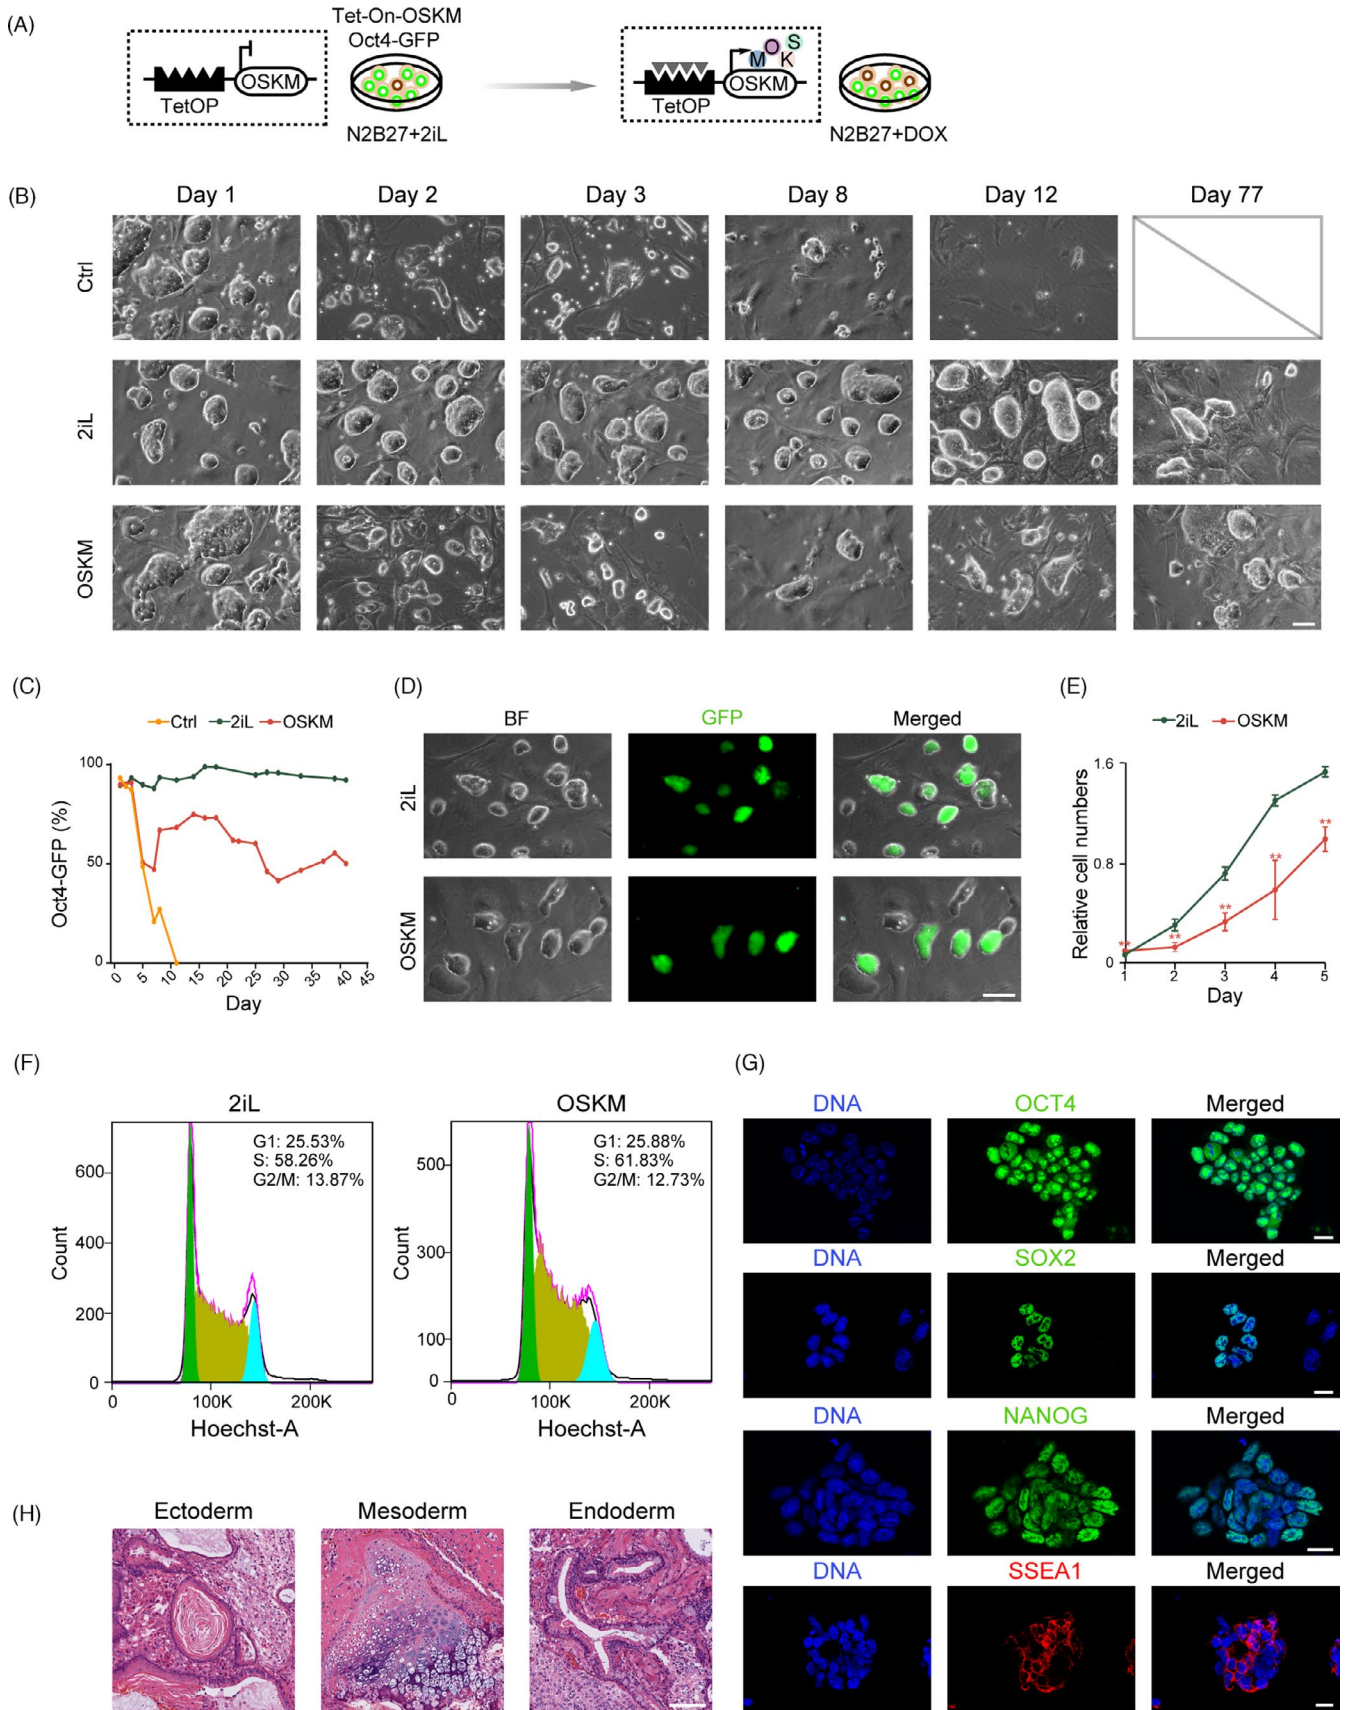 (A)
Tet-On-OSKM
Oct4-GFP
OSKM
TetOP
N2B27+2iL
M O S K
OSKM
TetOP
N2B27+DOX
(B)
Day 1 Day 2 Day 3 Day 8 Day 12 Day 77
Ctrl
2iL
OSKM
(C)
Ctrl 2iL OSKM
Oct4-GFP (%)
100
50
0
0 5 10 15 20 25 30 35 40 45
Day
(D)
BF GFP Merged
2iL
OSKM
(E)
2iL OSKM
Relative cell numbers
1.6
0.8
0
** ** ** ** **
1 2 3 4 5
Day
(F)
2iL
G1: 25.53%
S: 58.26%
G2/M: 13.87%
Count
600
400
200
0
0 100K 200K
Hoechst-A
OSKM
G1: 25.88%
S: 61.83%
G2/M: 12.73%
Count
500
300
100
0
0 100K 200K
Hoechst-A
(G)
DNA OCT4 Merged
DNA SOX2 Merged
DNA NANOG Merged
DNA SSEA1 Merged
(H)
Ectoderm Mesoderm Endoderm